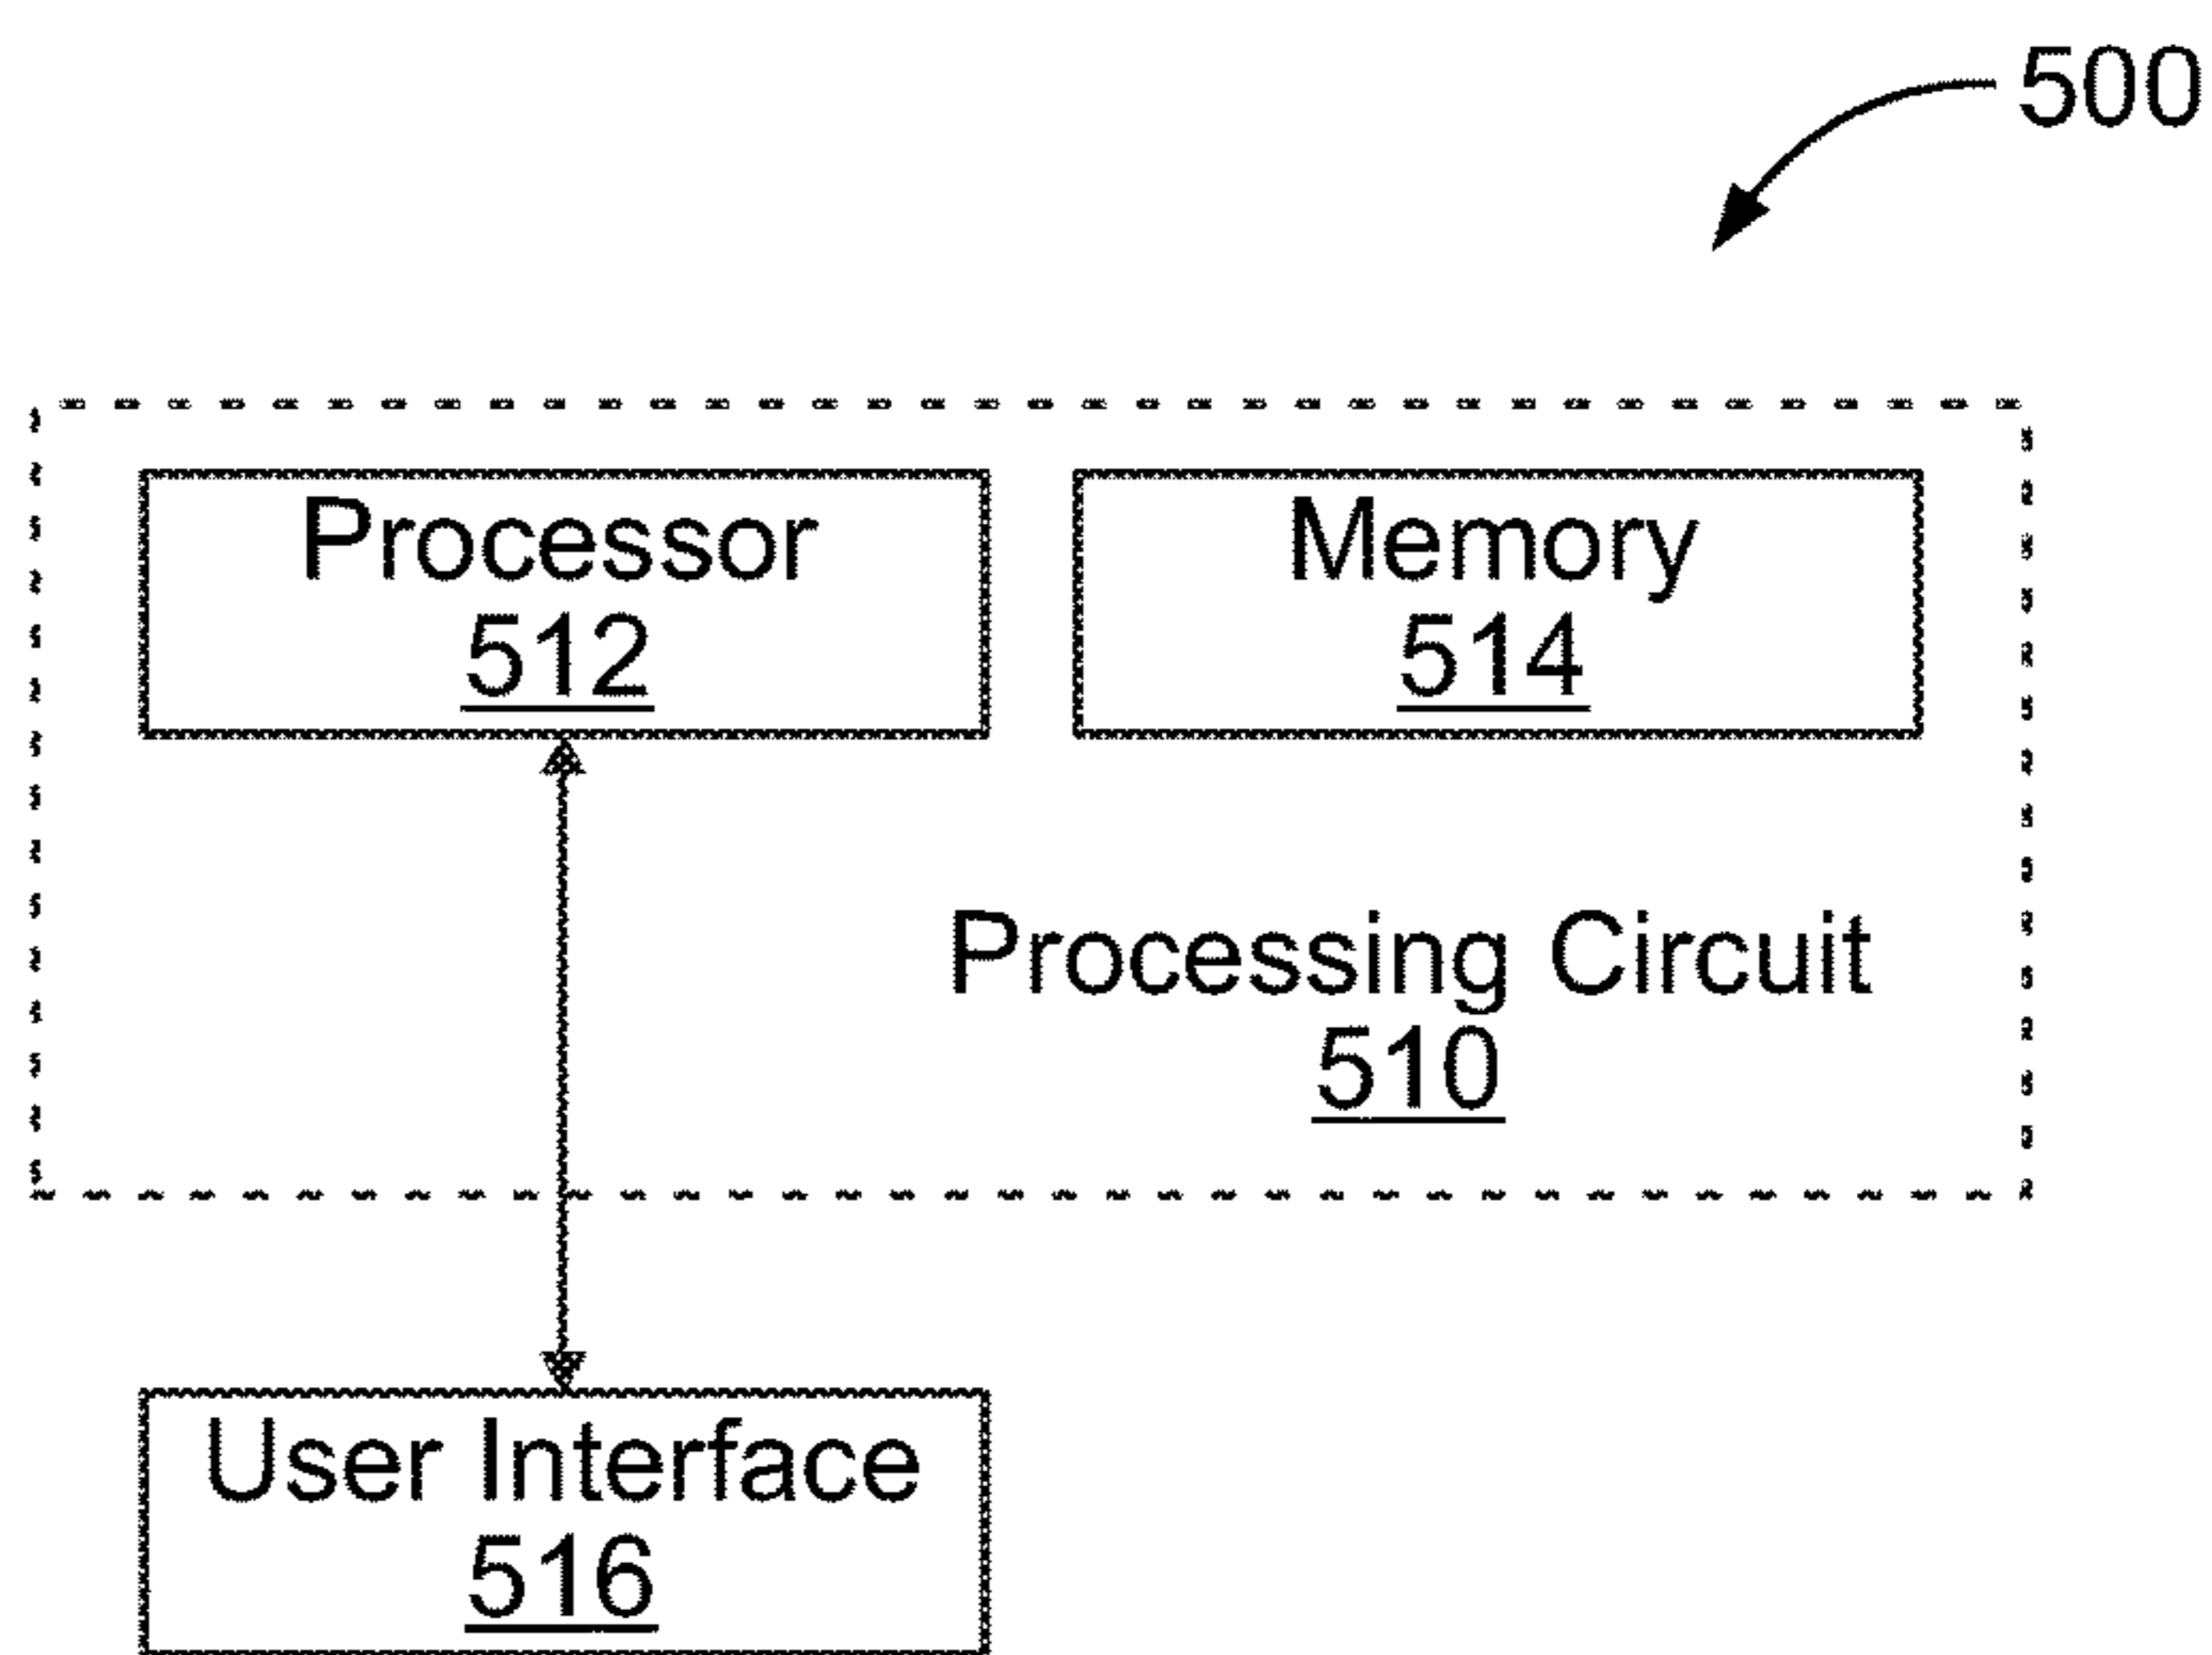 500
Processor
512
Memory
514
Processing Circuit
510
User Interface
516